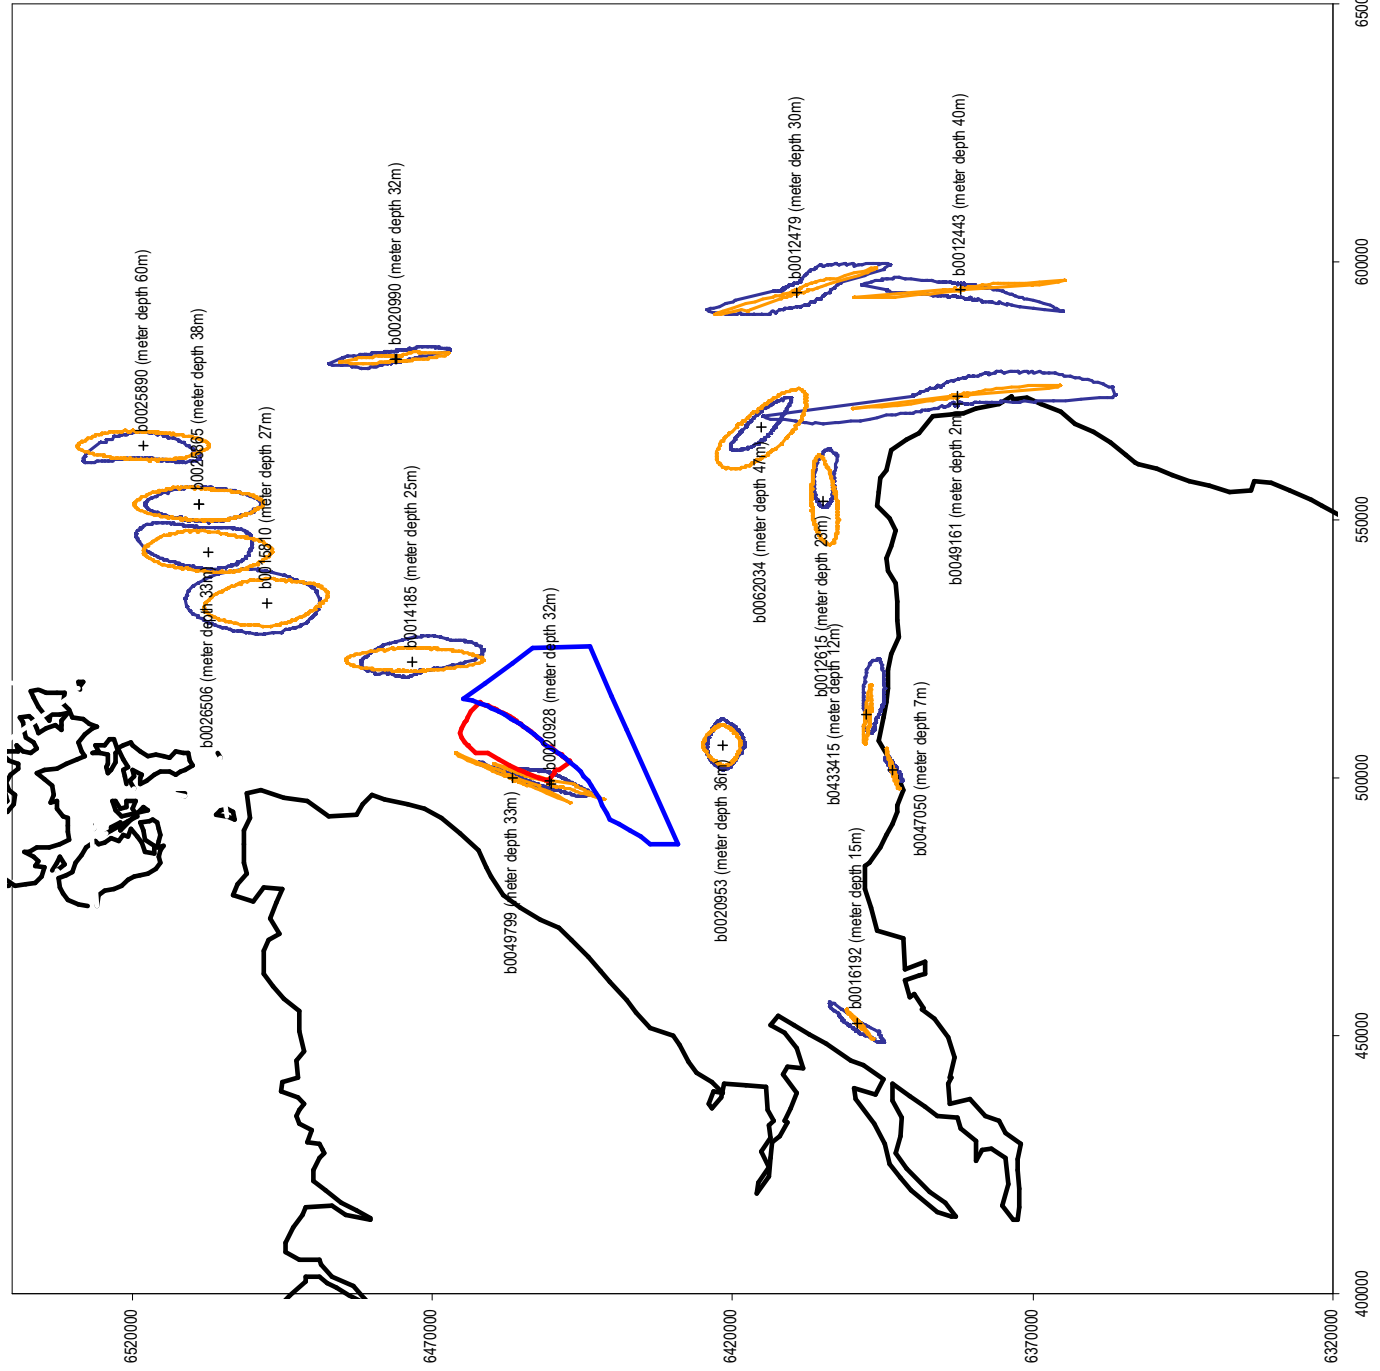 b0025890 (meter depth 60m)
b0026865 (meter depth 38m)
b0026506 (meter depth 33m)
b0015810 (meter depth 27m)
b0020990 (meter depth 32m)
b0014185 (meter depth 25m)
b0049799 (meter depth 33m)
b0020928 (meter depth 32m)
b0020953 (meter depth 36m)
b0062034 (meter depth 47m)
b0012479 (meter depth 30m)
b0012615 (meter depth 23m)
b0433415 (meter depth 12m)
b0016192 (meter depth 15m)
b0047050 (meter depth 7m)
b0049161 (meter depth 2m)
b0012443 (meter depth 40m)
6520000
6470000
6420000
6370000
6320000
400000
450000
500000
550000
600000